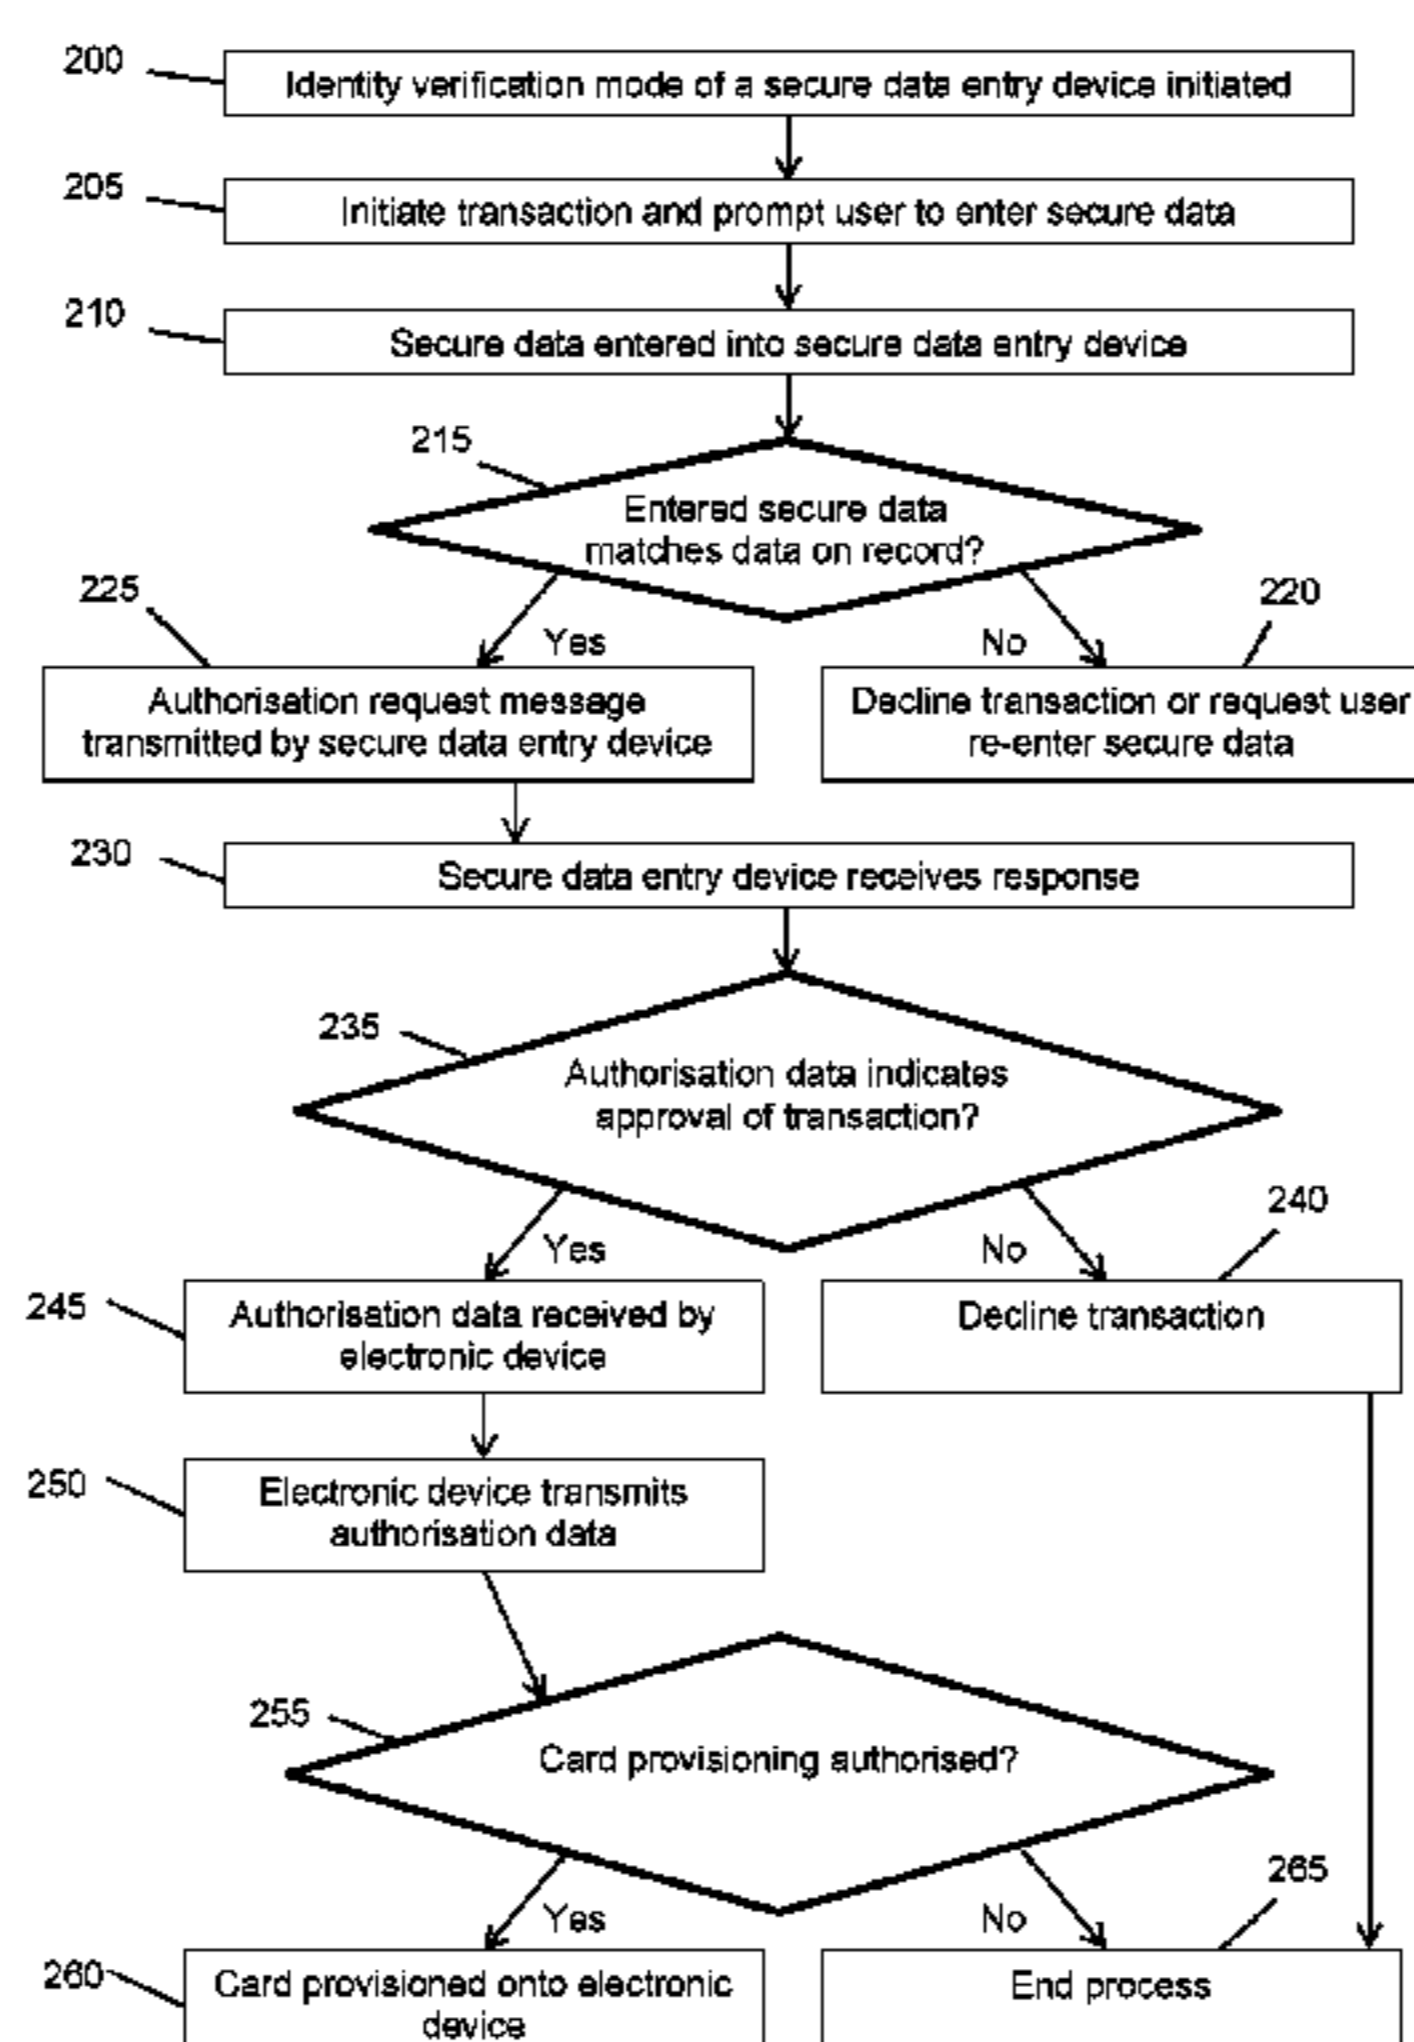 200
Identity verification mode of a secure data entry device initiated
205
Initiate transaction and prompt user to enter secure data
210
Secure data entered into secure data entry device
215
Entered secure data
matches data on record?
225
Yes
No
220
Authorisation request message
transmitted by secure data entry device
Decline transaction or request user
re-enter secure data
230
Secure data entry device receives response
235
Authorisation data indicates
approval of transaction?
Yes
No
240
245
Authorisation data received by
electronic device
Decline transaction
250
Electronic device transmits
authorisation data
255
Card provisioning authorised?
Yes
No
265
260
Card provisioned onto electronic
device
End process